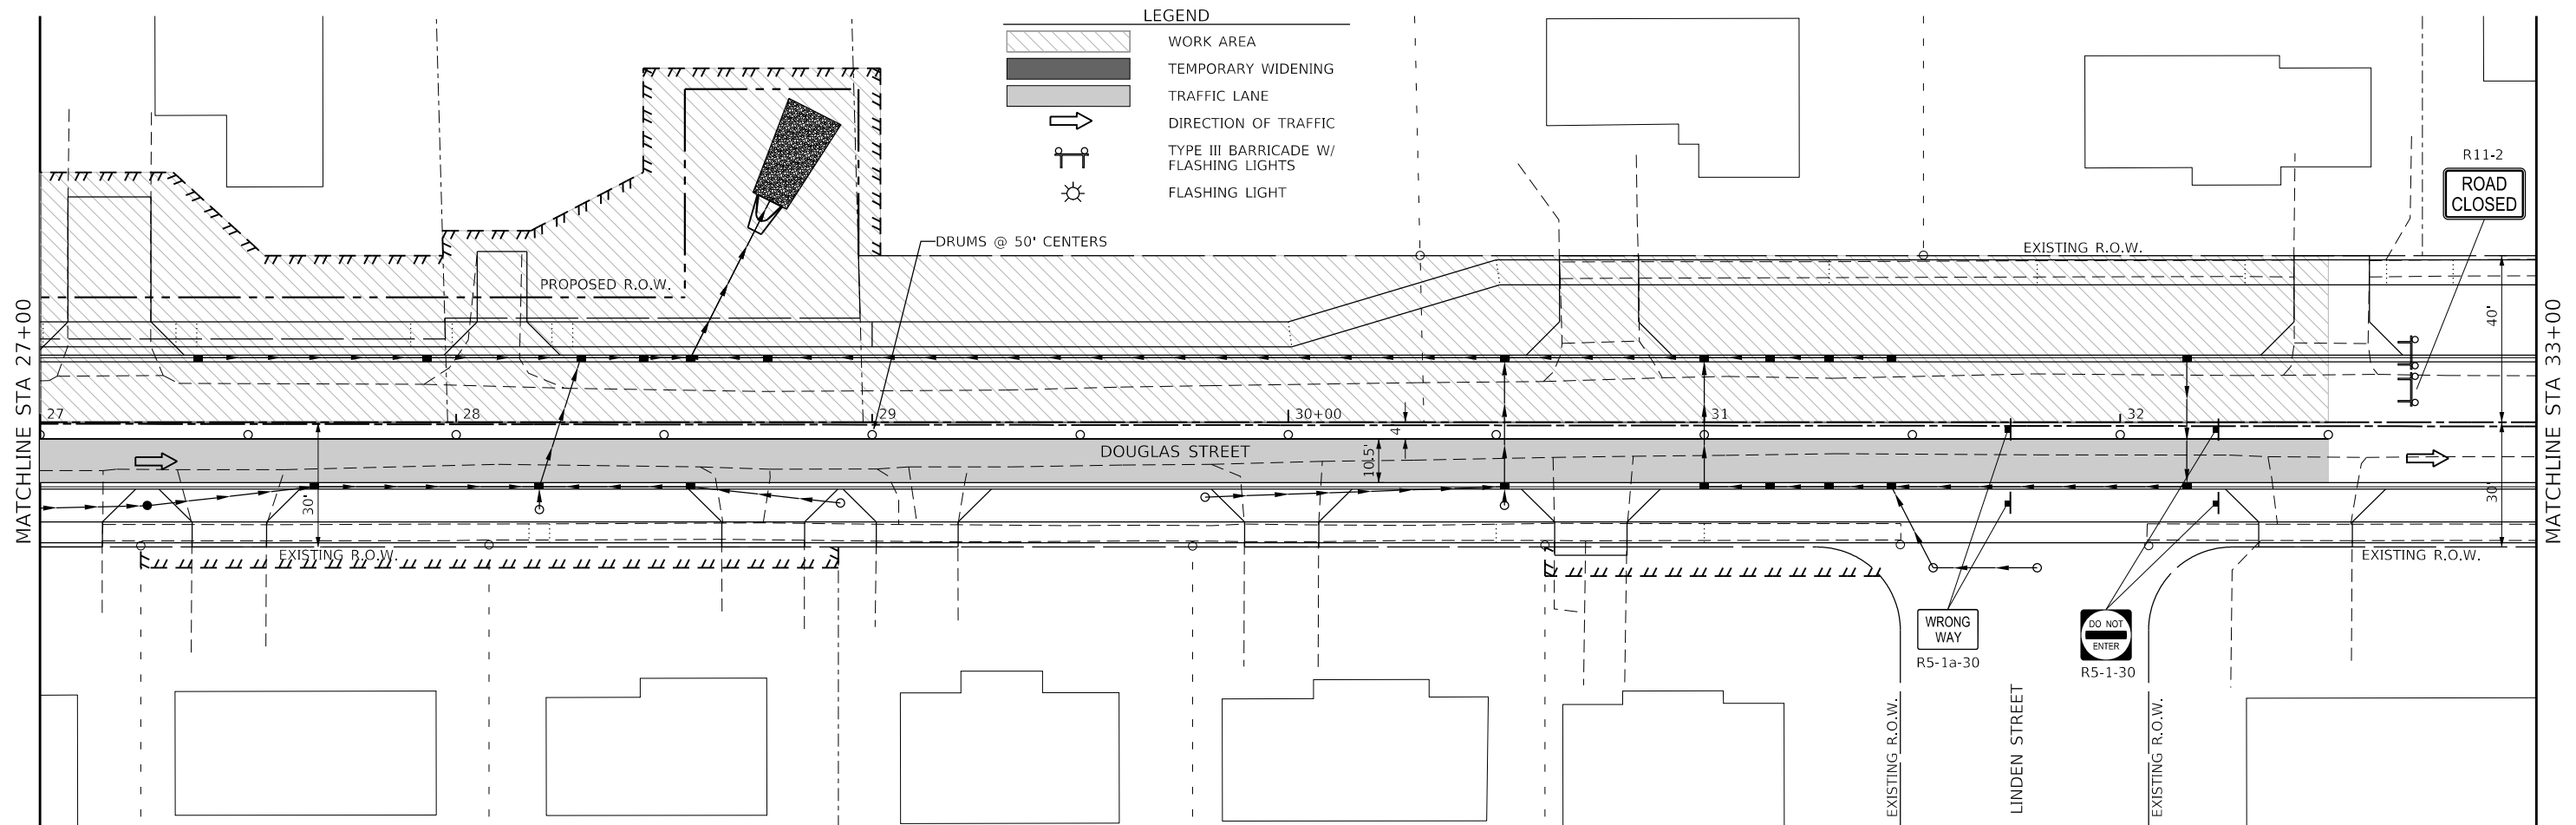 LEGEND
WORK AREA
TEMPORARY WIDENING
TRAFFIC LANE
DIRECTION OF TRAFFIC
TYPE III BARRICADE W/
FLASHING LIGHTS
FLASHING LIGHT
R11-2
ROAD
CLOSED
DRUMS @ 50' CENTERS
EXISTING R.O.W.
PROPOSED R.O.W.
MATCHLINE STA 27+00
MATCHLINE STA 33+00
40'
27
28
29
30+00
31
32
4'
DOUGLAS STREET
10.5'
30'
30'
EXISTING R.O.W.
EXISTING R.O.W.
WRONG
WAY
R5-1a-30
DO NOT
ENTER
R5-1-30
EXISTING R.O.W.
LINDEN STREET
EXISTING R.O.W.